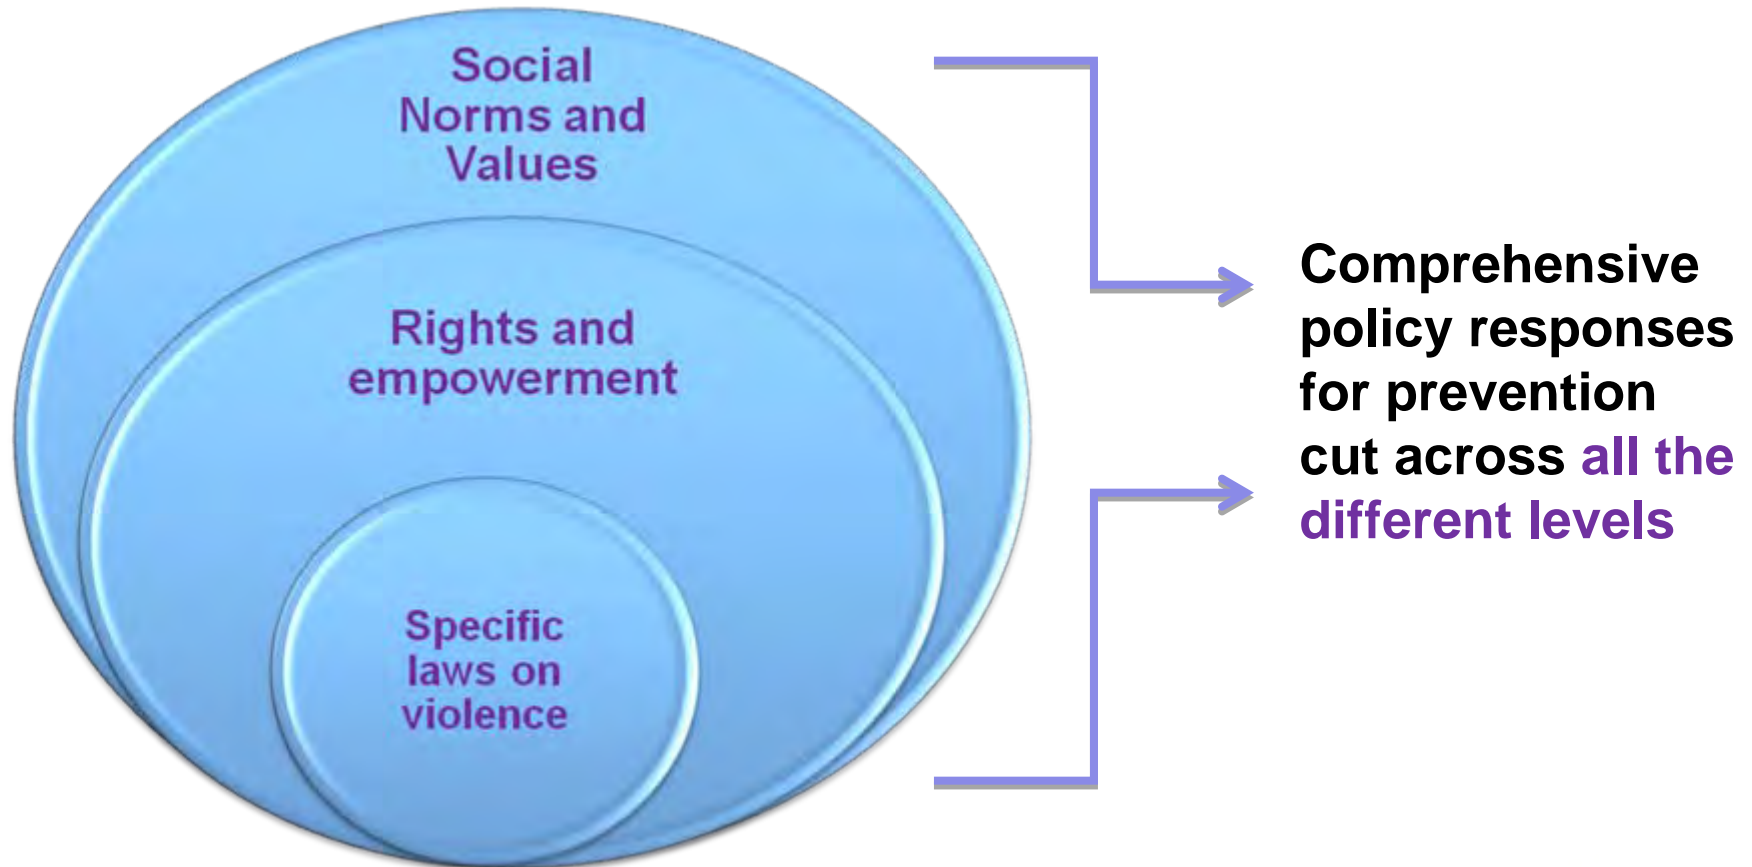 Social
Norms and
Values
Rights and
empowerment
Specific
laws on
violence
Comprehensive
policy responses
for prevention
cut across all the
different levels